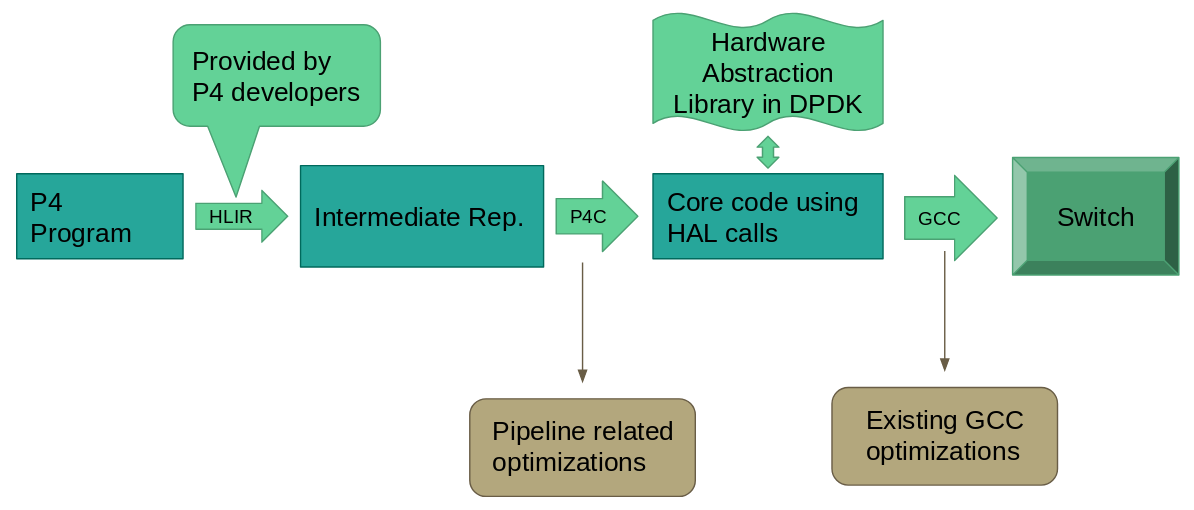 Provided by
P4 developers
Hardware
Abstraction
Library in DPDK
P4
Program
HLIR
Intermediate Rep.
P4C
Core code using
HAL calls
GCC
Switch
Pipeline related
optimizations
Existing GCC
optimizations